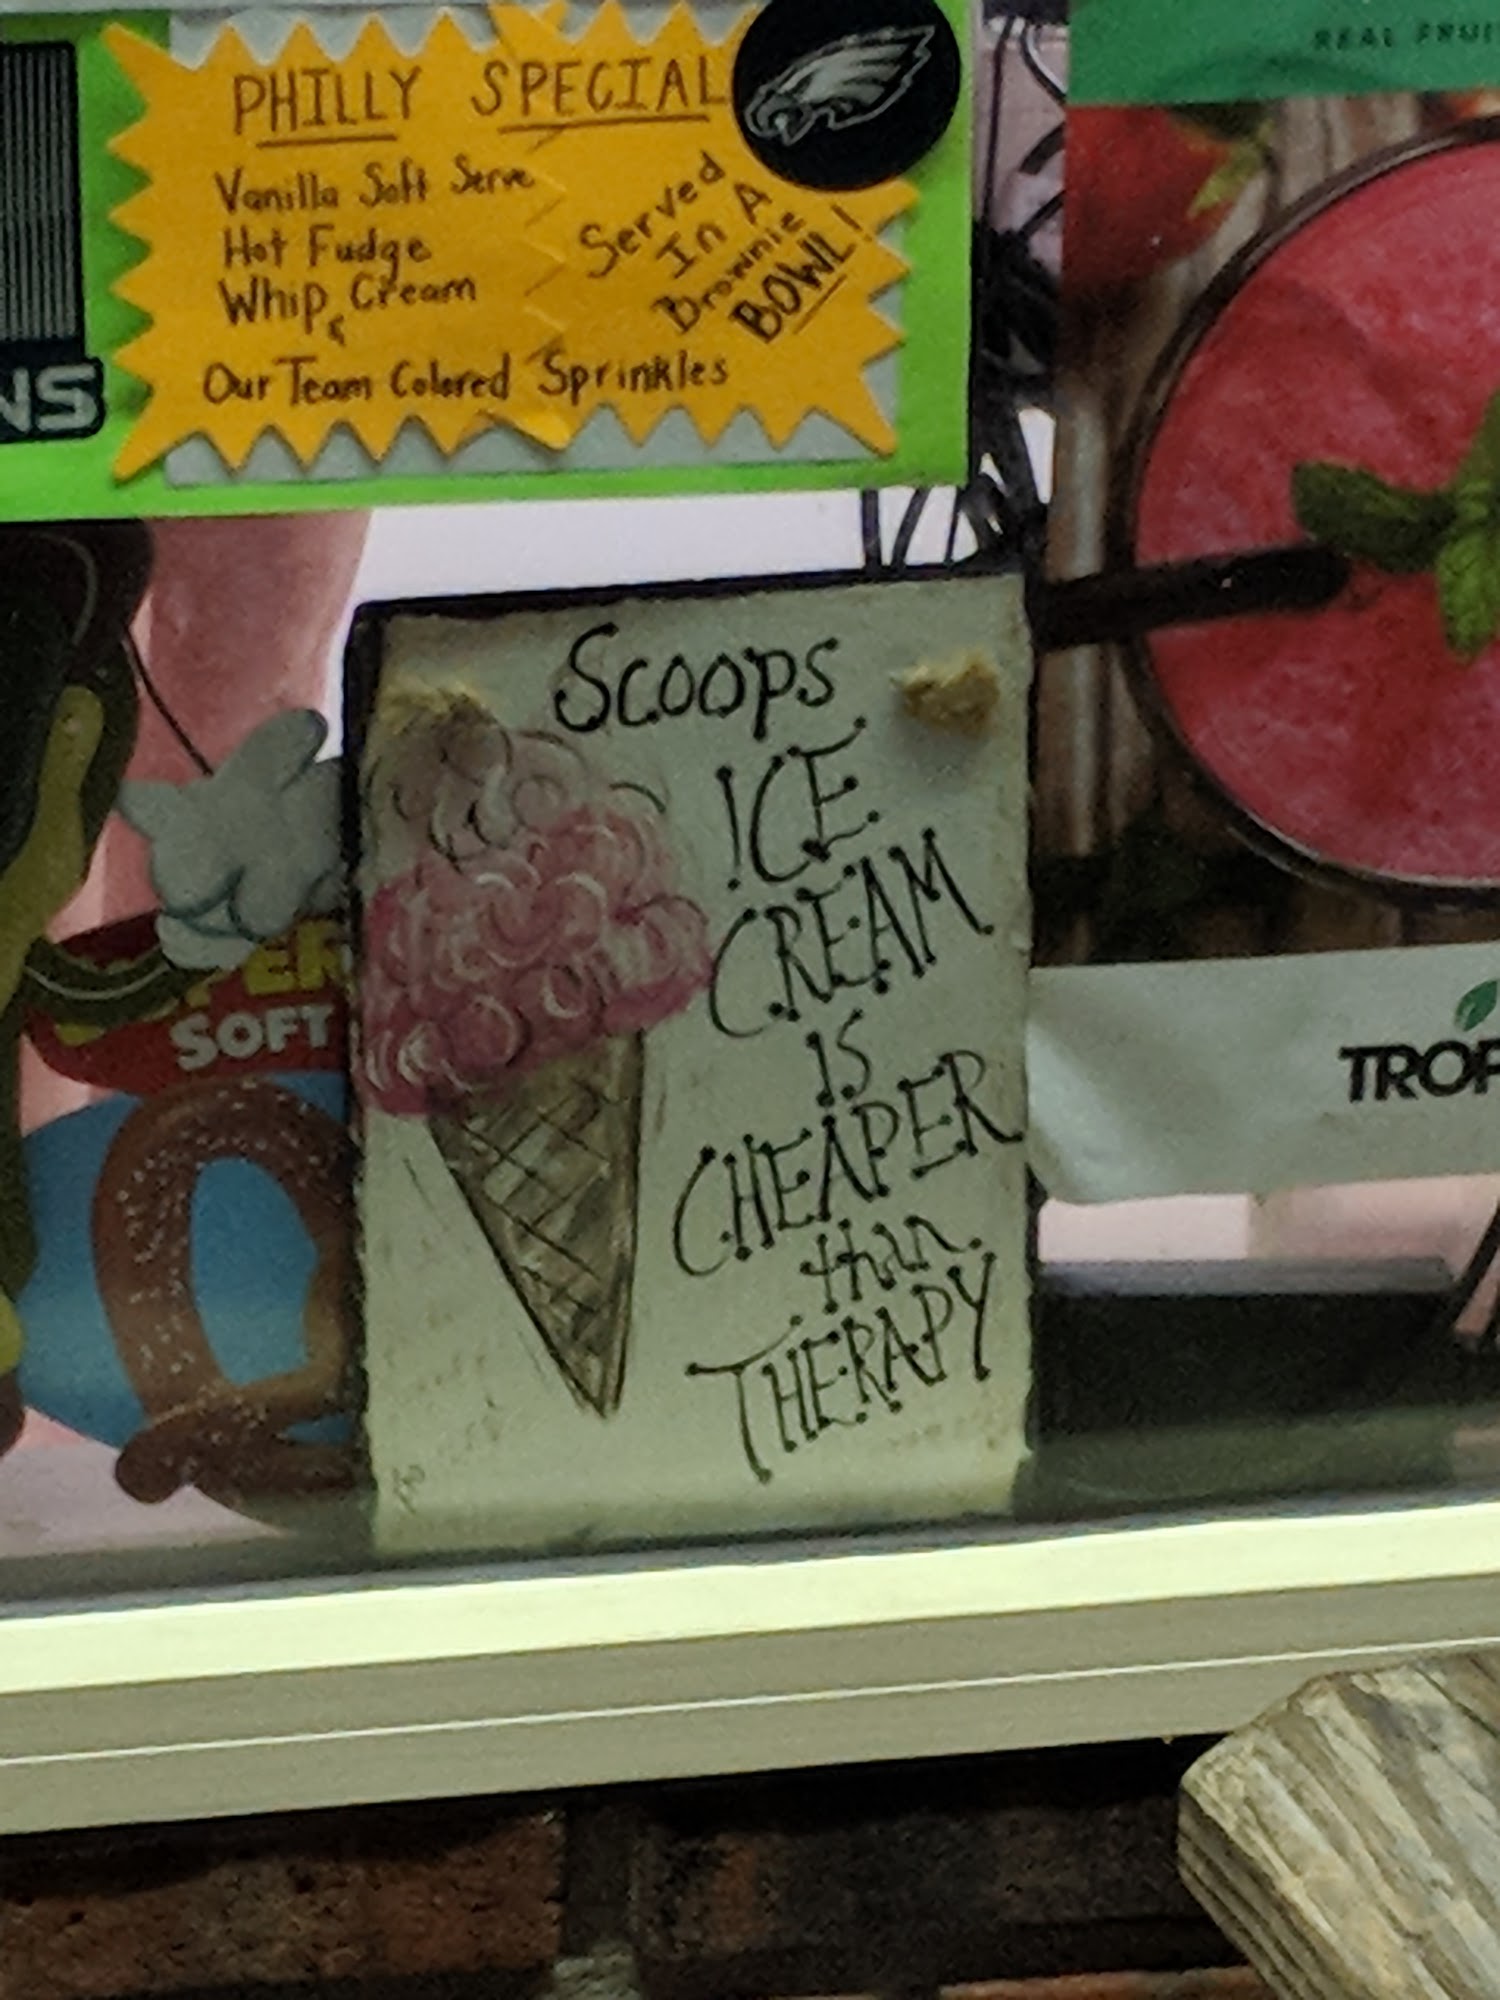 PHILLY SPECIAL
Vanilla Soft Serve
Hot Fudge
Whip Cream
&
Our Team Colored Sprinkles
Served
In A
Brownie
BOWL!
REAL
NS
Scoops
ICE
CREAM
IS
CHEAPER
than
THERAPY
SOFT
TROP